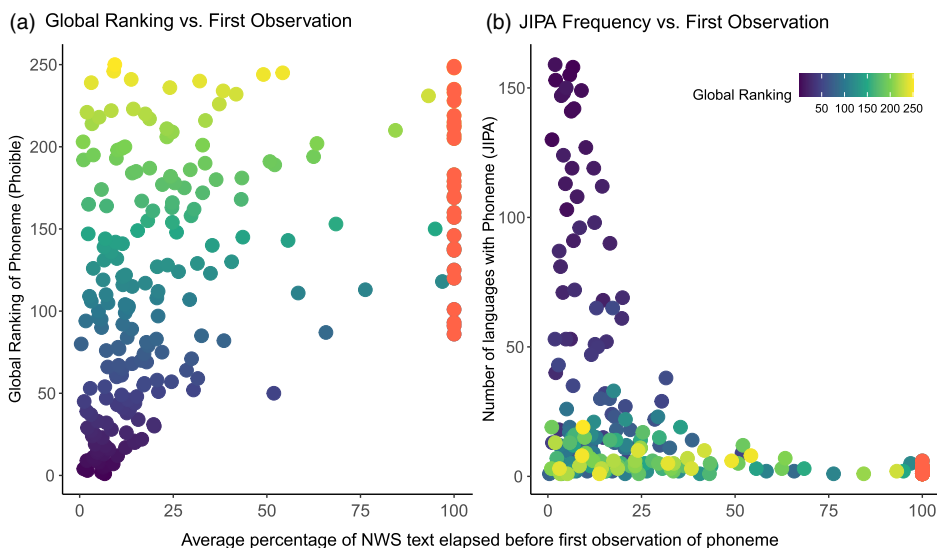 (a) Global Ranking vs. First Observation
(b) JIPA Frequency vs. First Observation
Global Ranking of Phoneme (Phoible)
250
200
150
100
50
0
0 25 50 75 100
Number of languages with Phoneme (JIPA)
150
100
50
0
0 25 50 75 100
Global Ranking
50 100 150 200 250
Average percentage of NWS text elapsed before first observation of phoneme